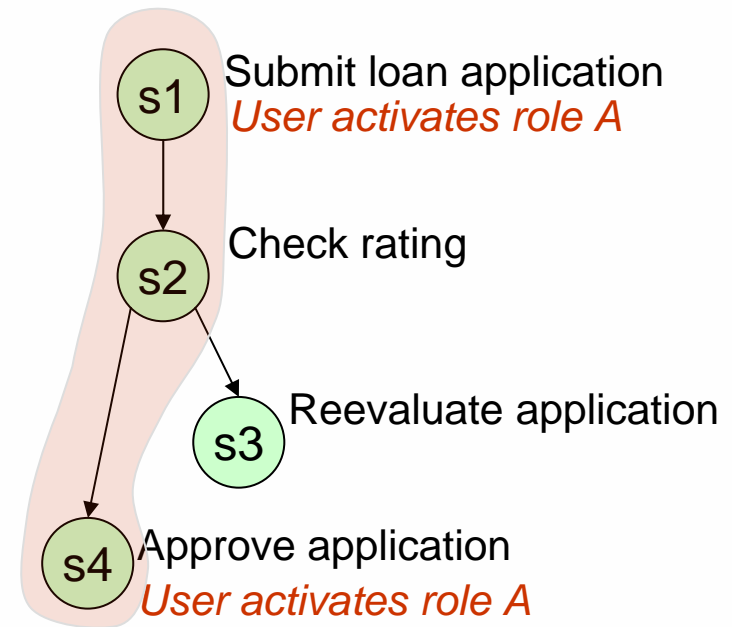 s1
Submit loan application
User activates role A
s2
Check rating
s3
Reevaluate application
s4
Approve application
User activates role A